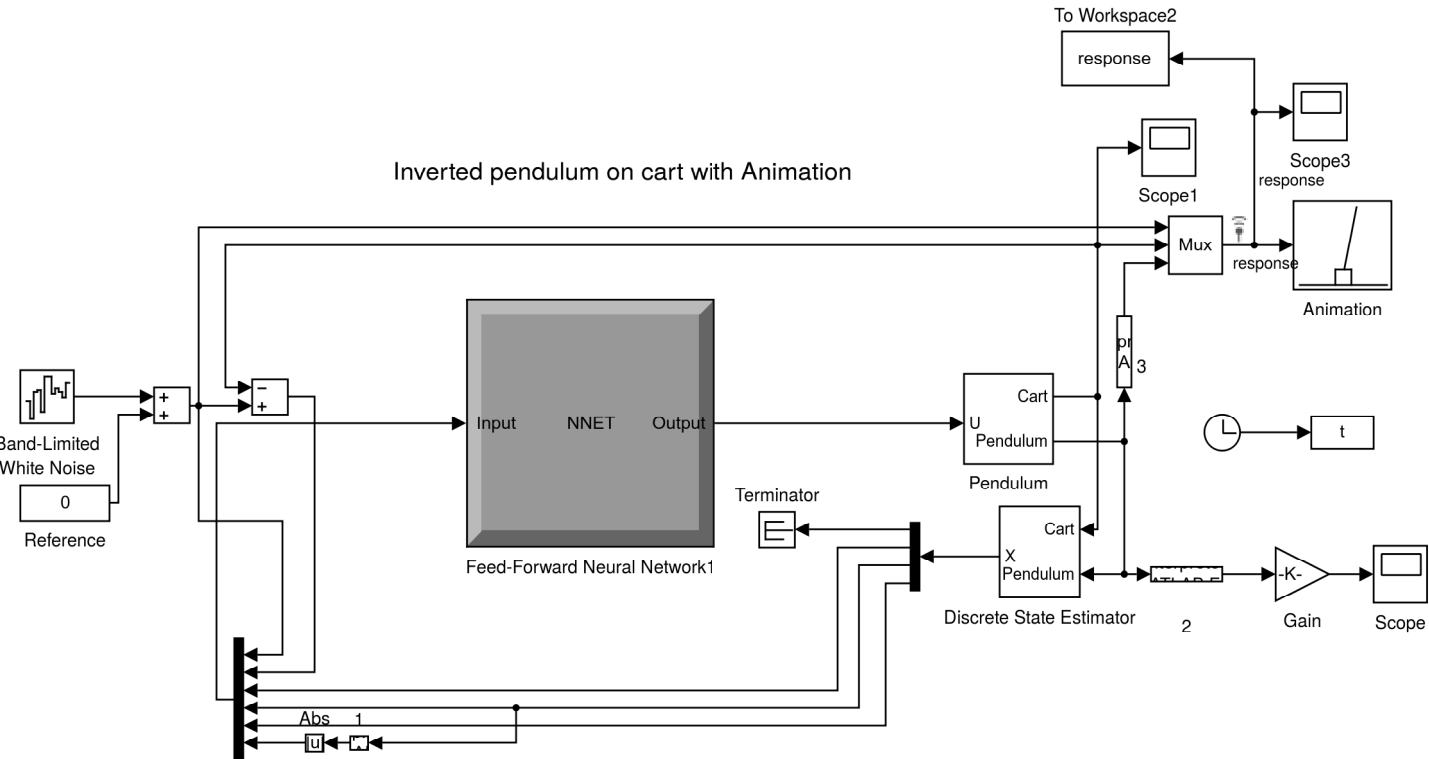 To Workspace2
response
Scope3
response
Scope1
Inverted pendulum on cart with Animation
Mux
response
Animation
3
+
+
−
+
Band-Limited
White Noise
0
Reference
Input NNET Output
Feed-Forward Neural Network1
Cart
U
Pendulum
Pendulum
t
Terminator
Cart
X
Pendulum
Discrete State Estimator
2
-K-
Gain
Scope
Abs 1
|u|